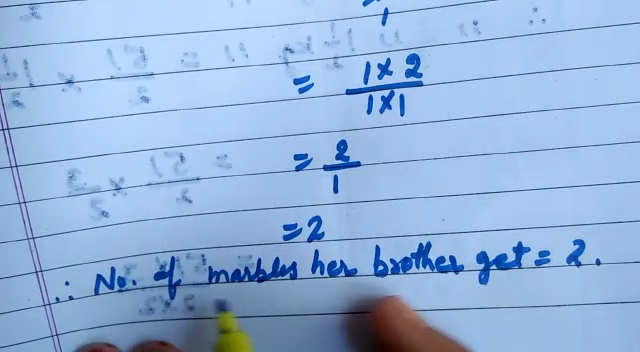 = 1 × 2 / 1 × 1
= 2 / 1
= 2
∴ No. of marbles her brother get = 2.